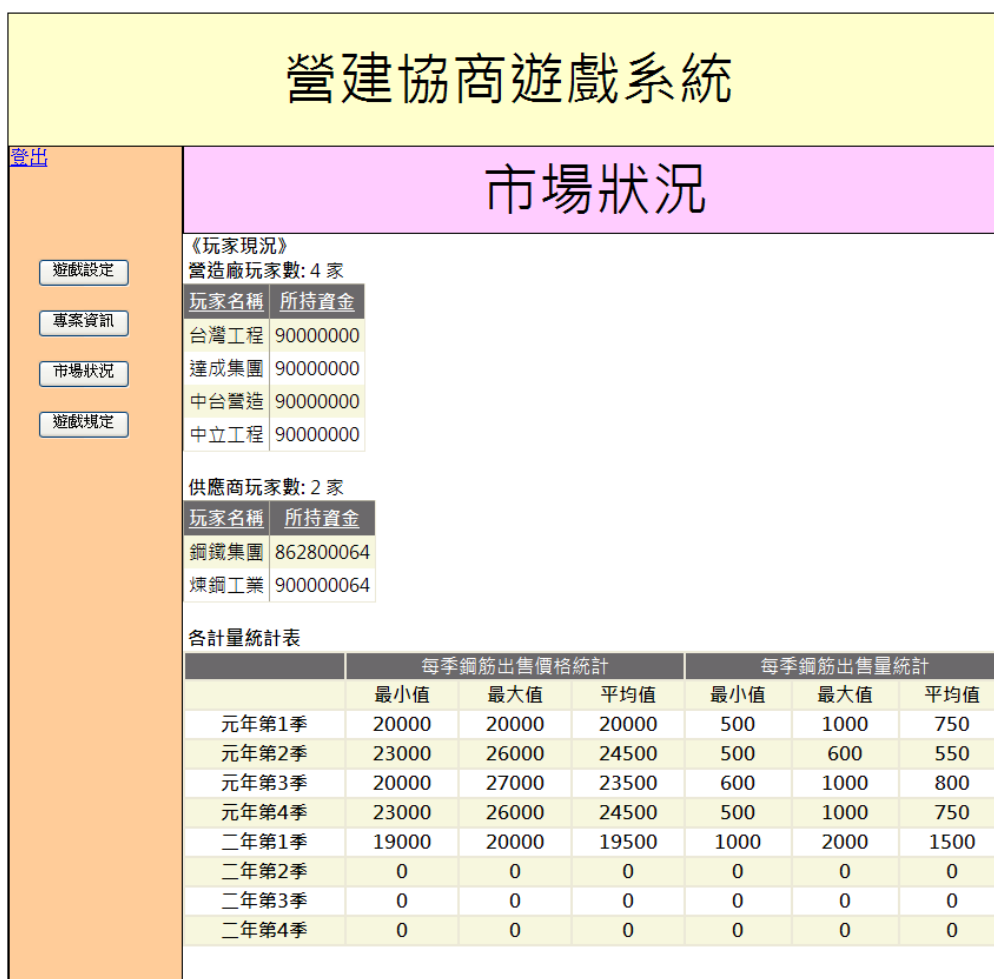 營建協商遊戲系統
登出
遊戲設定
專案資訊
市場狀況
遊戲規定
市場狀況
《玩家現況》
營造廠玩家數: 4 家
玩家名稱 所持資金
台灣工程 90000000
達成集團 90000000
中台營造 90000000
中立工程 90000000
供應商玩家數: 2 家
玩家名稱 所持資金
鋼鐵集團 862800064
煉鋼工業 900000064
各計量統計表
每季鋼筋出售價格統計 每季鋼筋出售量統計
最小值 最大值 平均值 最小值 最大值 平均值
元年第1季 20000 20000 20000 500 1000 750
元年第2季 23000 26000 24500 500 600 550
元年第3季 20000 27000 23500 600 1000 800
元年第4季 23000 26000 24500 500 1000 750
二年第1季 19000 20000 19500 1000 2000 1500
二年第2季 0 0 0 0 0 0
二年第3季 0 0 0 0 0 0
二年第4季 0 0 0 0 0 0